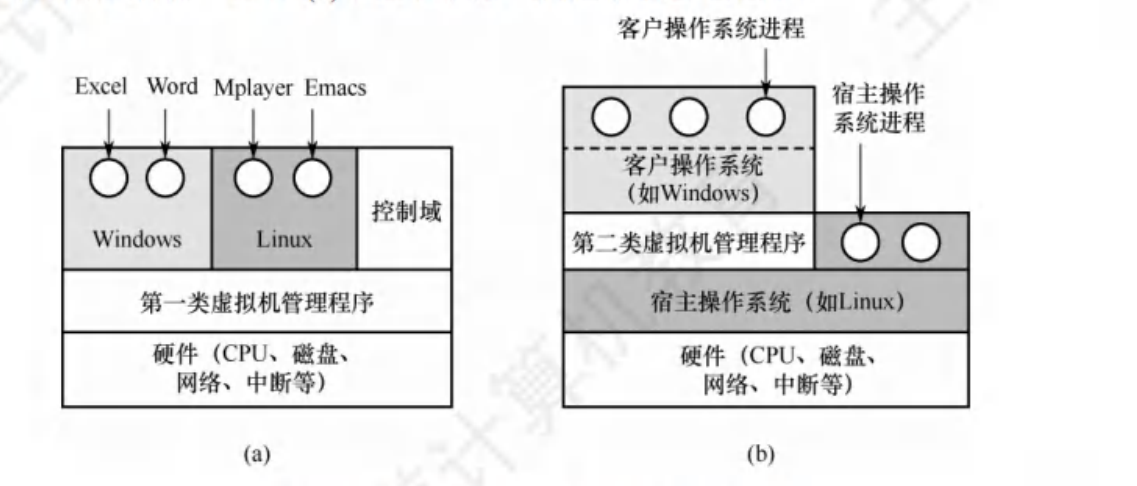 Excel Word Mplayer Emacs
Windows
Linux
控制域
第一类虚拟机管理程序
硬件（CPU、磁盘、
网络、中断等）
(a)
客户操作系统进程
宿主操作
系统进程
客户操作系统
（如Windows）
第二类虚拟机管理程序
宿主操作系统（如Linux）
硬件（CPU、磁盘、
网络、中断等）
(b)